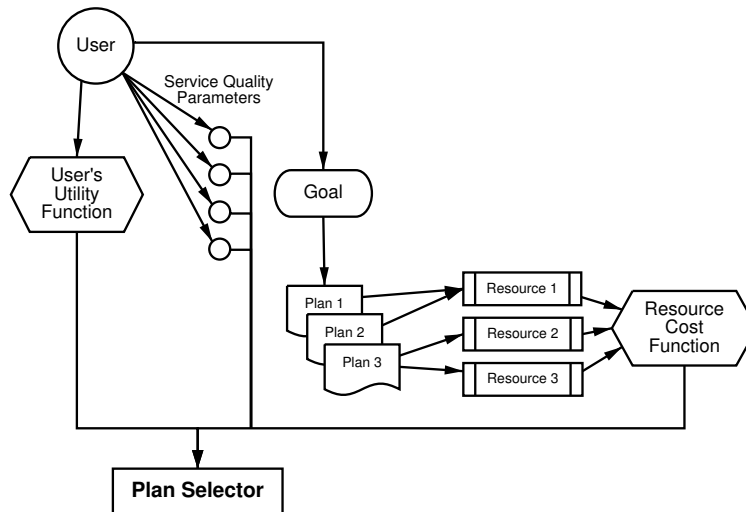 User
Service Quality
Parameters
User's
Utility
Function
Goal
Plan 1
Plan 2
Plan 3
Resource 1
Resource 2
Resource 3
Resource
Cost
Function
Plan Selector